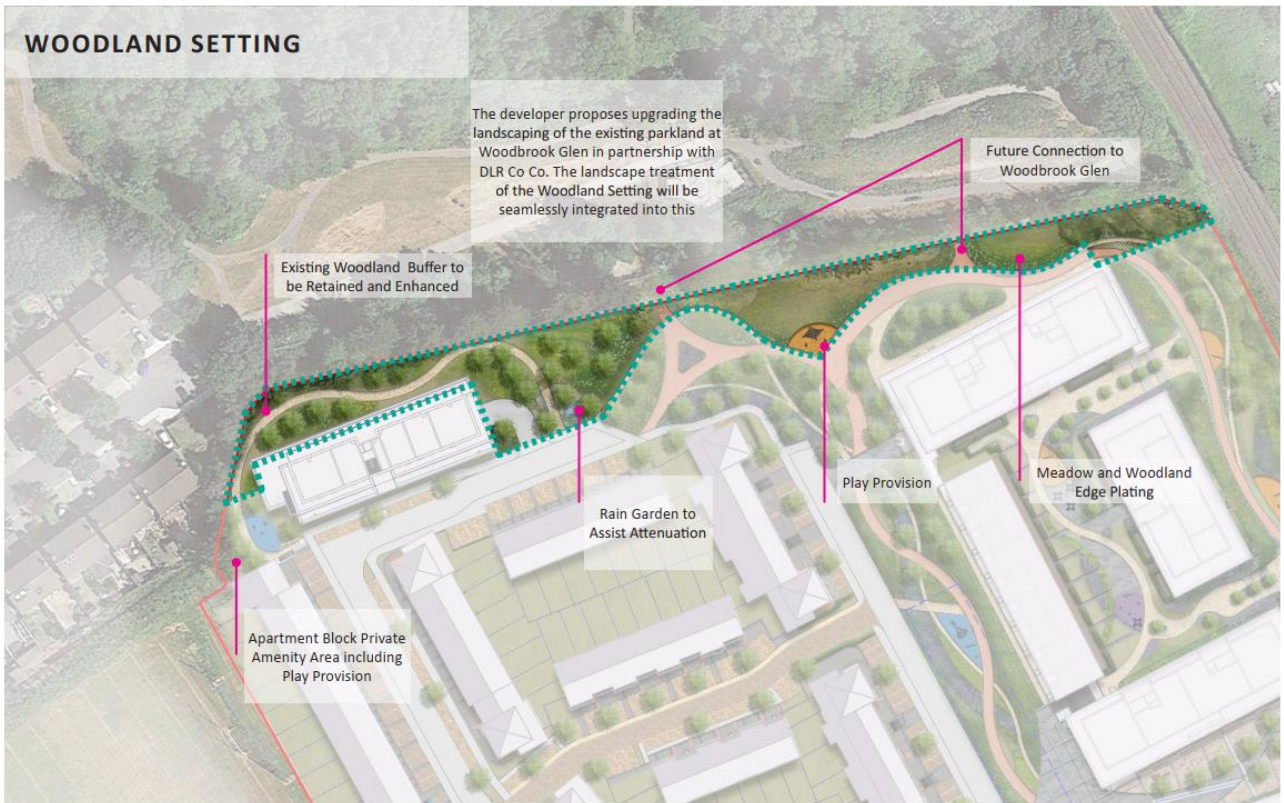 WOODLAND SETTING
The developer proposes upgrading the
landscaping of the existing parkland at
Woodbrook Glen in partnership with
DLR Co Co. The landscape treatment
of the Woodland Setting will be
seamlessly integrated into this
Future Connection to
Woodbrook Glen
Existing Woodland Buffer to
be Retained and Enhanced
Play Provision
Meadow and Woodland
Edge Plating
Rain Garden to
Assist Attenuation
Apartment Block Private
Amenity Area including
Play Provision